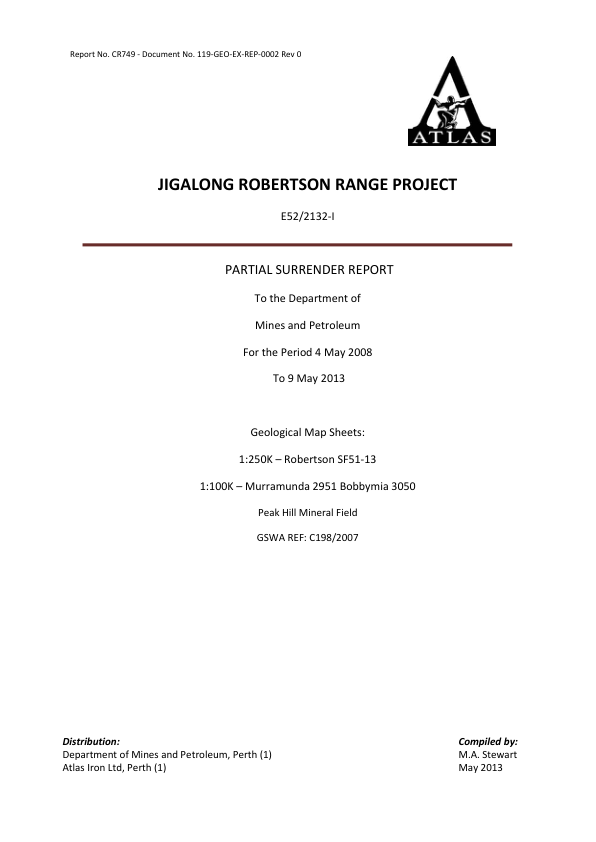 Report No. CR749 - Document No. 119-GEO-EX-REP-0002 Rev 0
ATLAS
JIGALONG ROBERTSON RANGE PROJECT
E52/2132-I
PARTIAL SURRENDER REPORT
To the Department of
Mines and Petroleum
For the Period 4 May 2008
To 9 May 2013
Geological Map Sheets:
1:250K – Robertson SF51-13
1:100K – Murramunda 2951 Bobbymia 3050
Peak Hill Mineral Field
GSWA REF: C198/2007
Distribution:
Department of Mines and Petroleum, Perth (1)
Atlas Iron Ltd, Perth (1)
Compiled by:
M.A. Stewart
May 2013